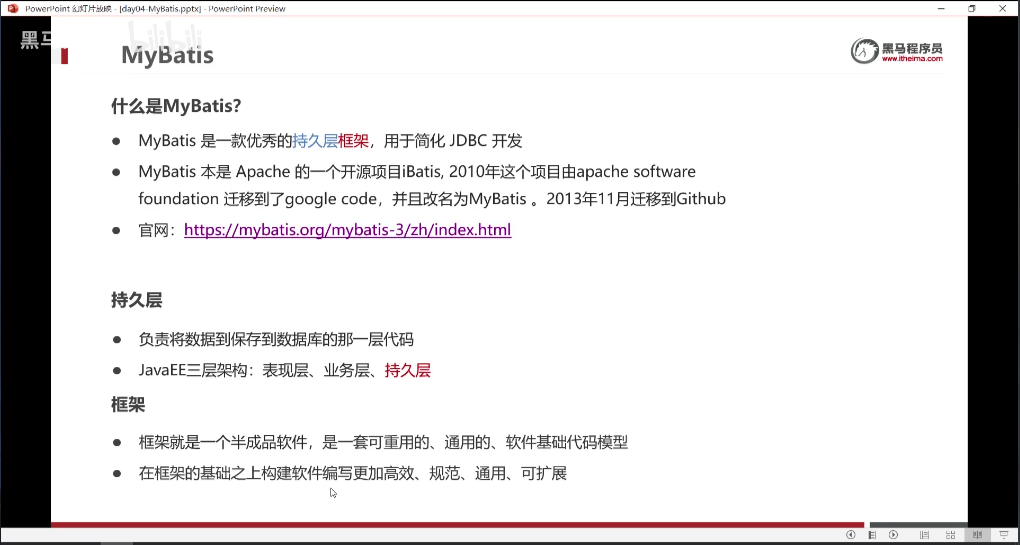 PowerPoint 幻灯片放映 - [day04-MyBatis.pptx] - PowerPoint Preview
黑马
bilibili
MyBatis
黑马程序员
www.itheima.com
什么是MyBatis?
● MyBatis 是一款优秀的持久层框架，用于简化 JDBC 开发
● MyBatis 本是 Apache 的一个开源项目iBatis, 2010年这个项目由apache software
foundation 迁移到了google code，并且改名为MyBatis 。2013年11月迁移到Github
● 官网：https://mybatis.org/mybatis-3/zh/index.html
持久层
● 负责将数据到保存到数据库的那一层代码
● JavaEE三层架构：表现层、业务层、持久层
框架
● 框架就是一个半成品软件，是一套可重用的、通用的、软件基础代码模型
● 在框架的基础之上构建软件编写更加高效、规范、通用、可扩展